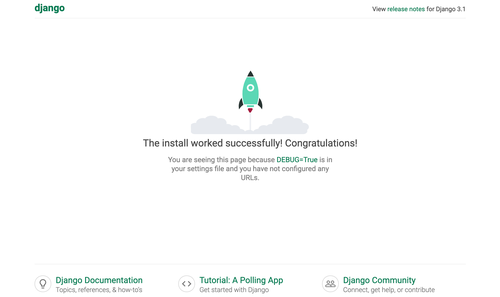 django
View release notes for Django 3.1
The install worked successfully! Congratulations!
You are seeing this page because DEBUG=True is in
your settings file and you have not configured any
URLs.
Django Documentation
Topics, references, & how-to's
Tutorial: A Polling App
Get started with Django
Django Community
Connect, get help, or contribute